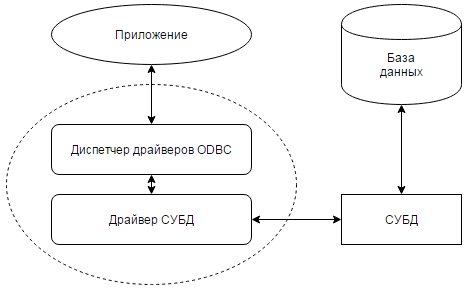 Приложение
База
данных
Диспетчер драйверов ODBC
Драйвер СУБД
СУБД